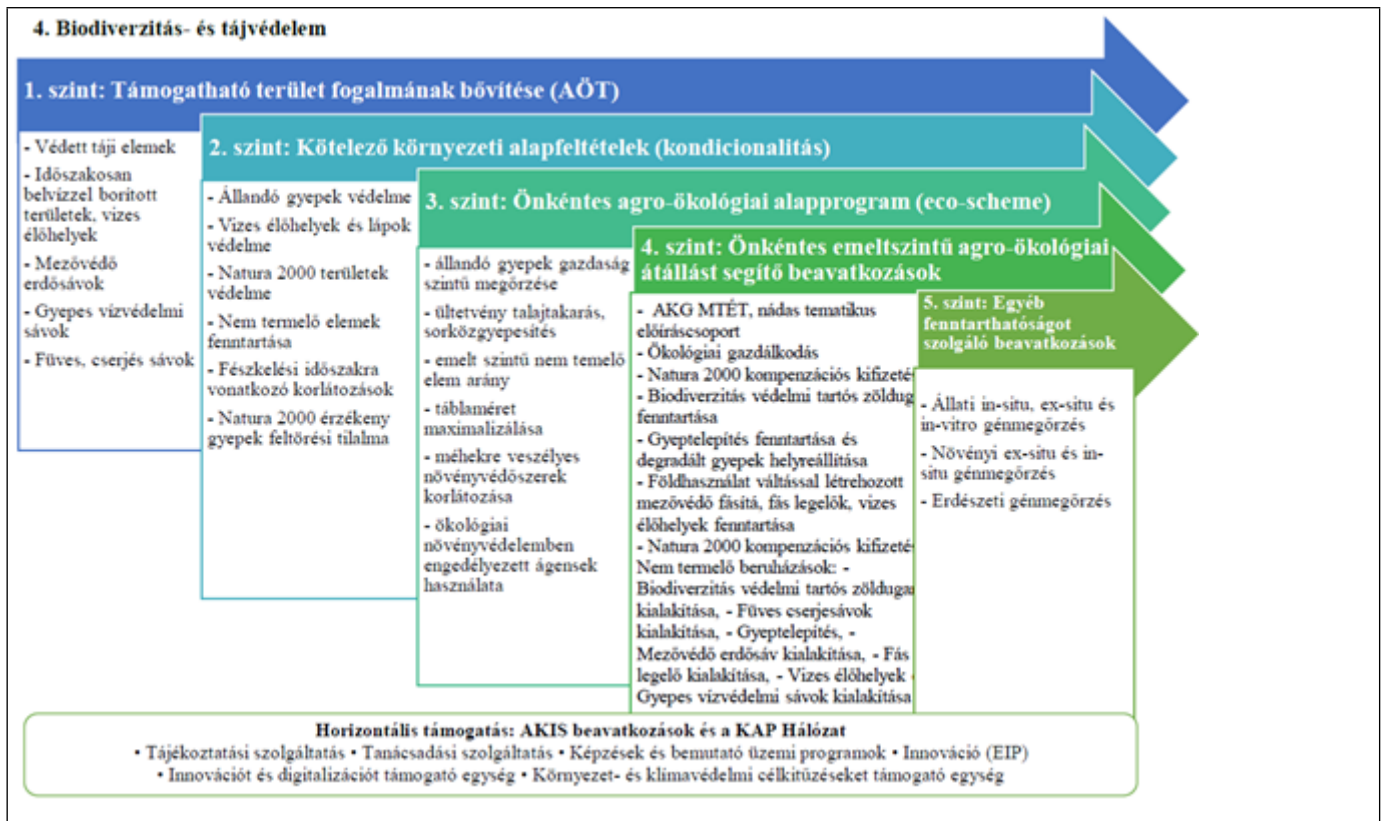 4. Biodiverzitás- és tájvédelem
1. szint: Támogatható terület fogalmának bővítése (AÖT)
- Védett táji elemek
- Időszakosan
belvízzel borított
területek, vizes
élőhelyek
- Mezővédő
erdősávok
- Gyepes vízvédelmi
sávok
- Füves, cserjés sávok
2. szint: Kötelező környezeti alapfeltételek (kondicionalitás)
- Állandó gyepek védelme
- Vizes élőhelyek és lápok
védelme
- Natura 2000 területek
védelme
- Nem termelő elemek
fenntartása
- Fészkelési időszakra
vonatkozó korlátozások
- Natura 2000 érzékeny
gyepek feltörési tilalma
3. szint: Önkéntes agro-ökológiai alapprogram (eco-scheme)
- állandó gyepek gazdaság
szintű megőrzése
- ültetvény talajtakarás,
sorközgyepesítés
- emelt szintű nem temelő
elem arány
- táblaméret
maximalizálása
- méhekre veszélyes
növényvédőszerek
korlátozása
- ökológiai
növényvédelemben
engedélyezett ágensek
használata
4. szint: Önkéntes emeltszintű agro-ökológiai
átállást segítő beavatkozások
- AKG MTÉT, nádas tematikus
előíráscsoport
- Ökológiai gazdálkodás
- Natura 2000 kompenzációs kifizeté
- Biodiverzitás védelmi tartós zöldug
fenntartása
- Gyeptelepítés fenntartása és
degradált gyepek helyreállítása
- Földhasználat váltással létrehozott
mezővédő fásítá, fás legelők, vizes
élőhelyek fenntartása
- Natura 2000 kompenzációs kifizeté
Nem termelő beruházások: -
Biodiverzitás védelmi tartós zöldugar
kialakítása, - Füves cserjesávok
kialakítása, - Gyeptelepítés, -
Mezővédő erdősáv kialakítása, - Fás
legelő kialakítása, - Vizes élőhelyek
Gyepes vízvédelmi sávok kialakítása
5. szint: Egyéb
fenntarthatóságot
szolgáló beavatkozások
- Állati in-situ, ex-situ és
in-vitro génmegőrzés
- Növényi ex-situ és in-
situ génmegőrzés
- Erdészeti génmegőrzés
Horizontális támogatás: AKIS beavatkozások és a KAP Hálózat
• Tájékoztatási szolgáltatás • Tanácsadási szolgáltatás • Képzések és bemutató üzemi programok • Innováció (EIP)
• Innovációt és digitalizációt támogató egység • Környezet- és klímavédelmi célkitűzéseket támogató egység